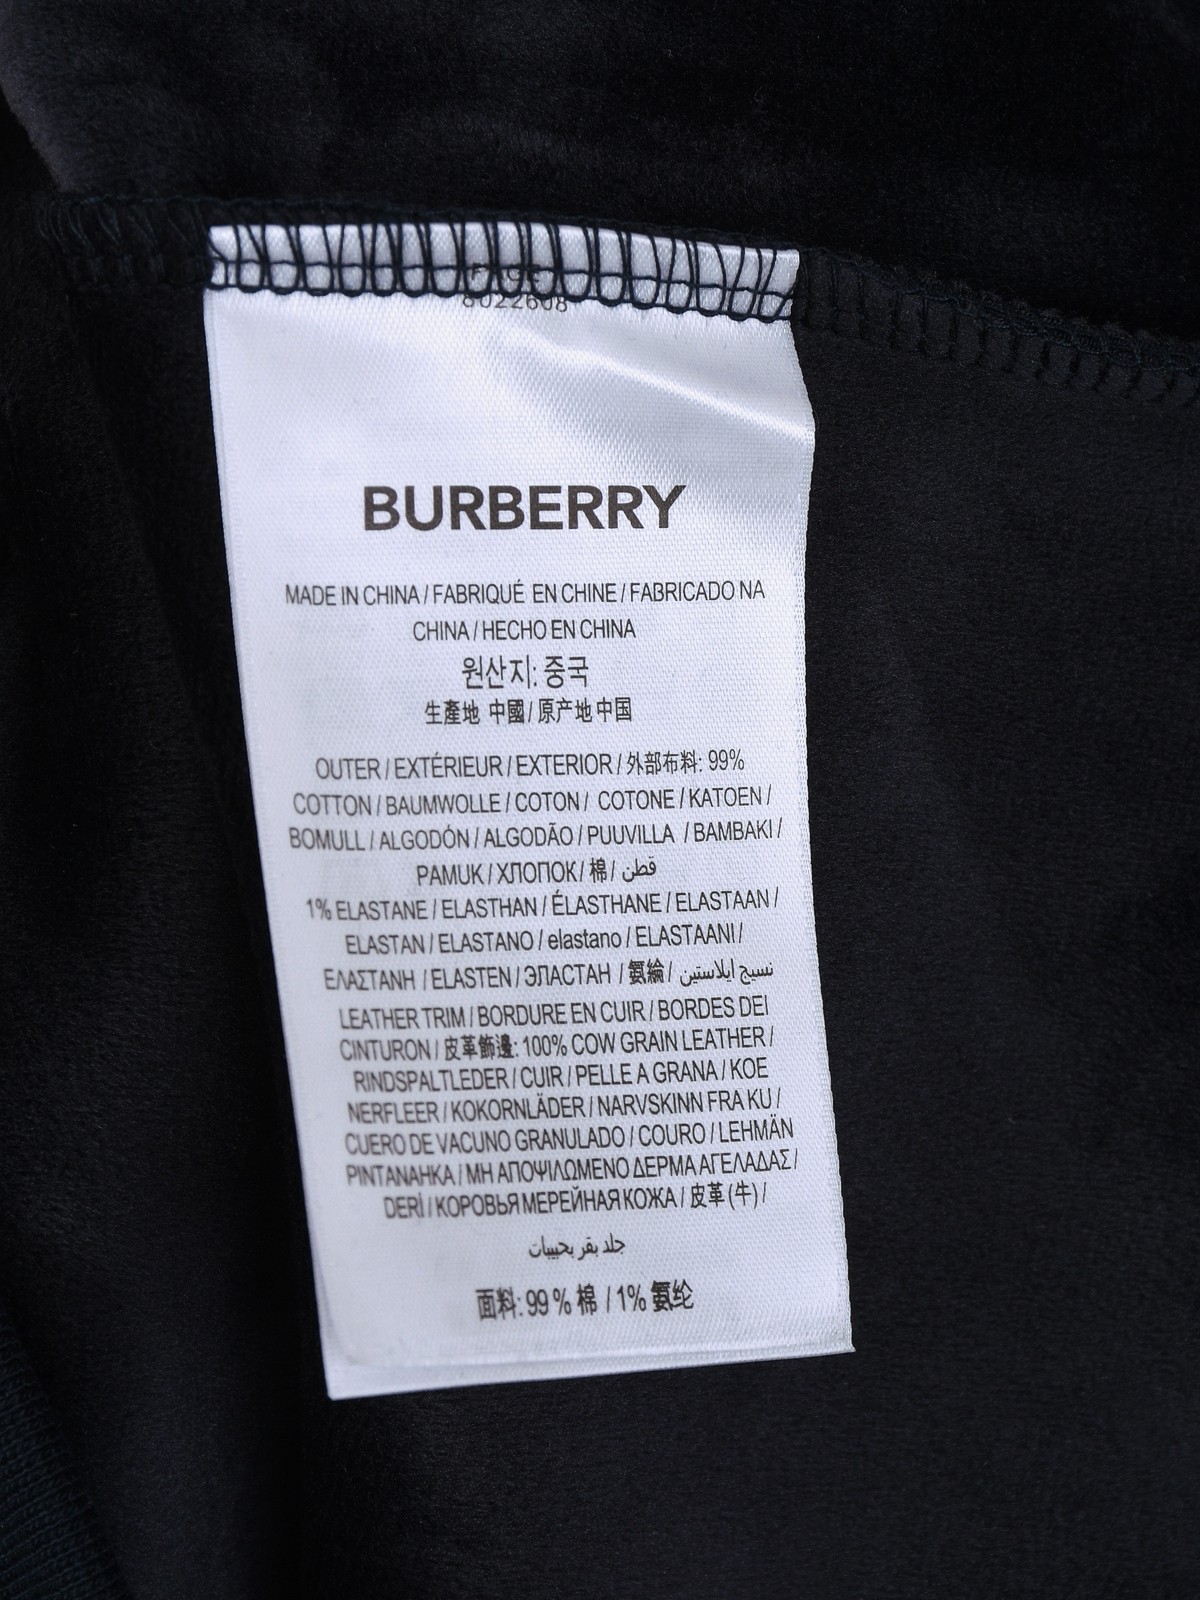 8022608
BURBERRY
MADE IN CHINA / FABRIQUÉ EN CHINE / FABRICADO NA
CHINA / HECHO EN CHINA
원산지: 중국
生產地 中國 / 原产地 中国
OUTER / EXTÉRIEUR / EXTERIOR / 外部布料: 99%
COTTON / BAUMWOLLE / COTON / COTONE / KATOEN /
BOMULL / ALGODÓN / ALGODÃO / PUUVILLA / BAMBAKI /
PAMUK / ХЛОПОК / 棉 / قطن
1% ELASTANE / ELASTHAN / ÉLASTHANE / ELASTAAN /
ELASTAN / ELASTANO / elastano / ELASTAANI /
ΕΛΑΣΤΑΝΗ / ELASTEN / ЭЛАСТАН / 氨綸 / نسيج ايلاستين
LEATHER TRIM / BORDURE EN CUIR / BORDES DEI
CINTURON / 皮革飾邊: 100% COW GRAIN LEATHER /
RINDSPALTLEDER / CUIR / PELLE A GRANA / KOE
NERFLEER / KOKORNLÄDER / NARVSKINN FRA KU /
CUERO DE VACUNO GRANULADO / COURO / LEHMÄN
PINTANAHKA / ΜΗ ΑΠΟΨΙΛΩΜΕΝΟ ΔΕΡΜΑ ΑΓΕΛΑΔΑΣ /
DERİ / КОРОВЬЯ МЕРЕЙНАЯ КОЖА / 皮革 (牛) /
جلد بقر بحبيبات
面料: 99 % 棉 / 1% 氨纶